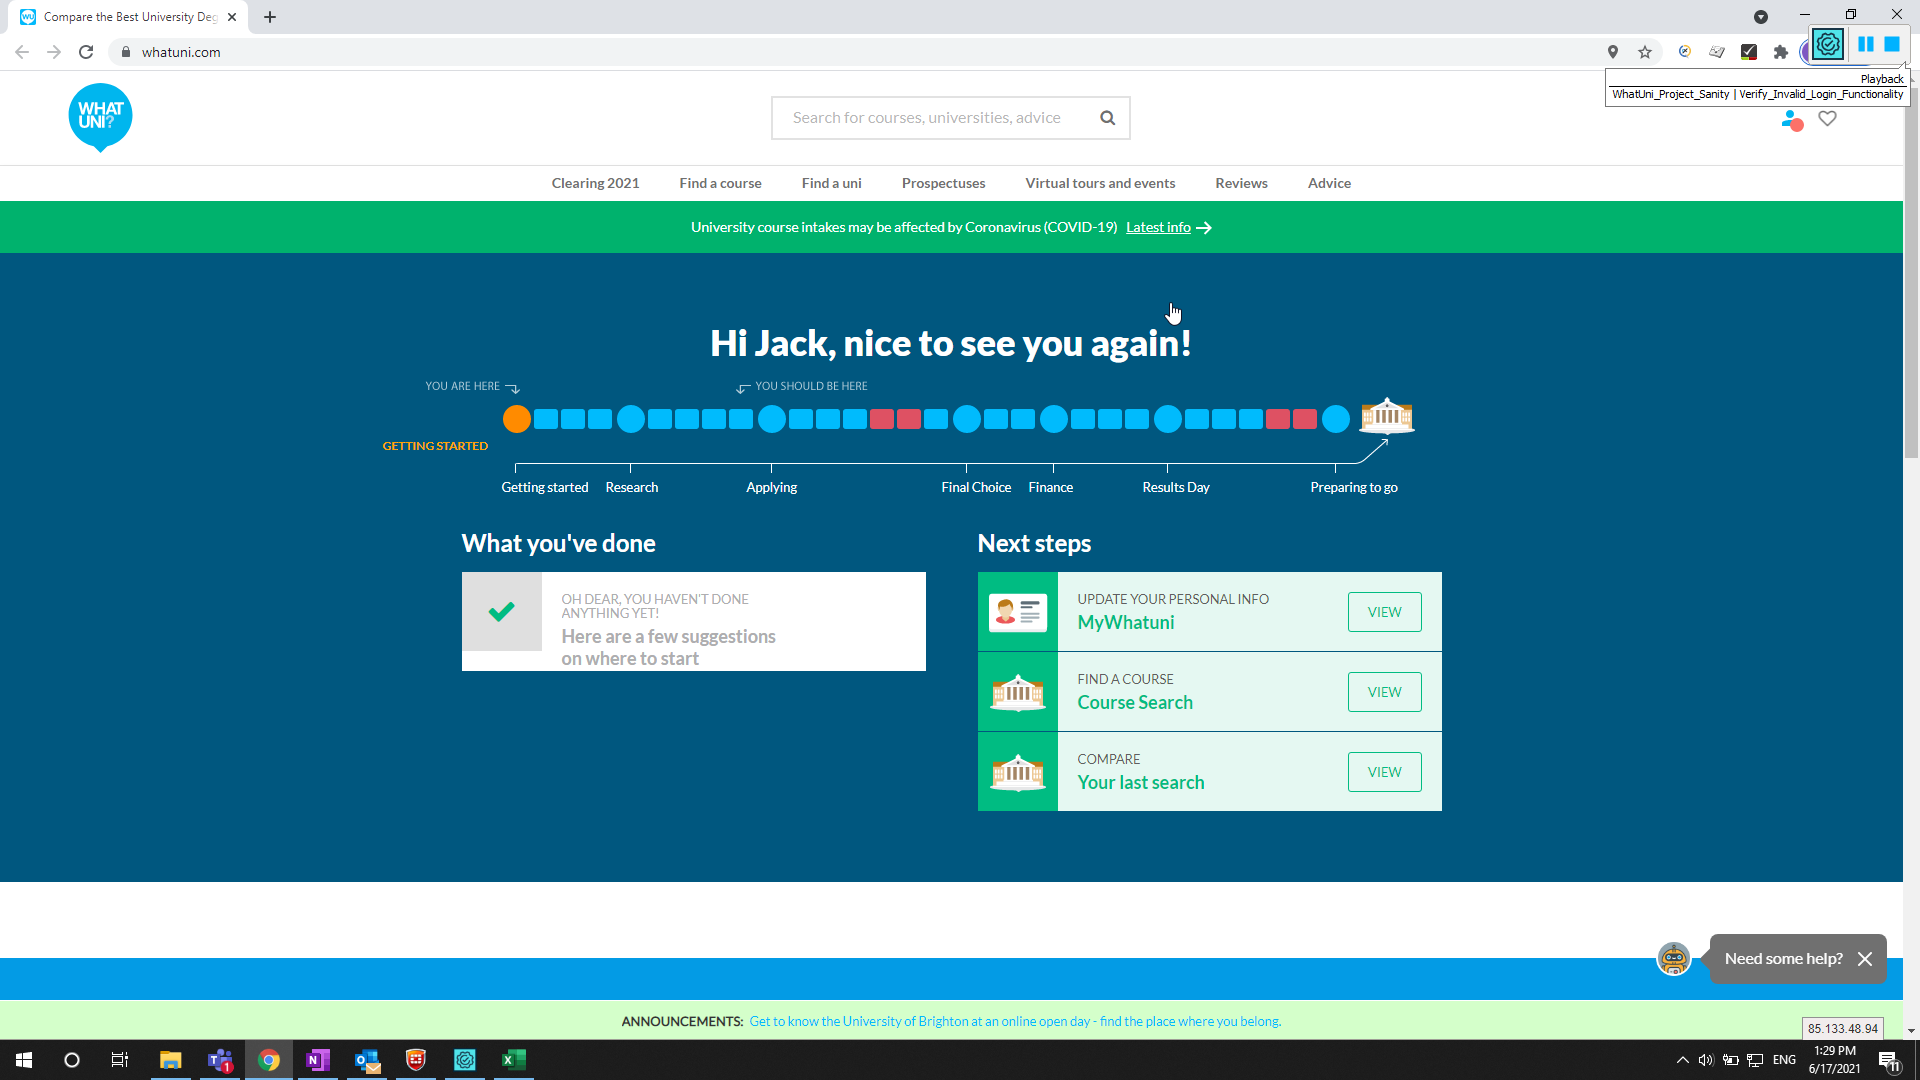 Compare the Best University Deg
whatuni.com
Playback
WhatUni_Project_Sanity | Verify_Invalid_Login_Functionality
WHAT
UNI?
Search for courses, universities, advice
Clearing 2021
Find a course
Find a uni
Prospectuses
Virtual tours and events
Reviews
Advice
University course intakes may be affected by Coronavirus (COVID-19) Latest info
Hi Jack, nice to see you again!
YOU ARE HERE
YOU SHOULD BE HERE
GETTING STARTED
Getting started
Research
Applying
Final Choice
Finance
Results Day
Preparing to go
What you've done
OH DEAR, YOU HAVEN'T DONE
ANYTHING YET!
Here are a few suggestions
on where to start
Next steps
UPDATE YOUR PERSONAL INFO
MyWhatuni
VIEW
FIND A COURSE
Course Search
VIEW
COMPARE
Your last search
VIEW
Need some help?
ANNOUNCEMENTS: Get to know the University of Brighton at an online open day - find the place where you belong.
85.133.48.94
ENG
1:29 PM
6/17/2021
11